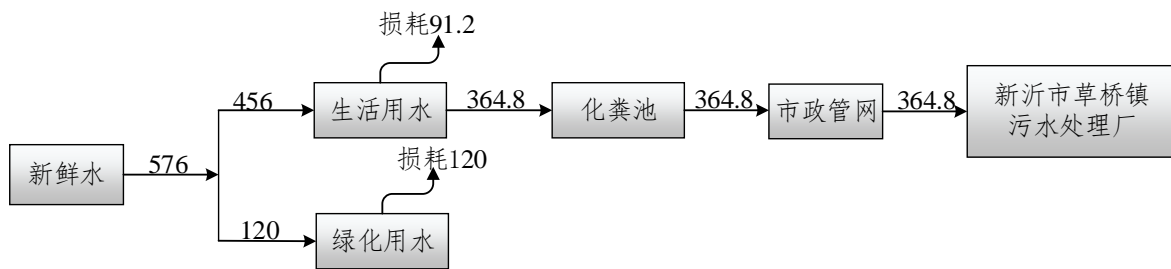 损耗91.2
456
生活用水
364.8
化粪池
364.8
市政管网
364.8
新沂市草桥镇
污水处理厂
新鲜水
576
损耗120
120
绿化用水